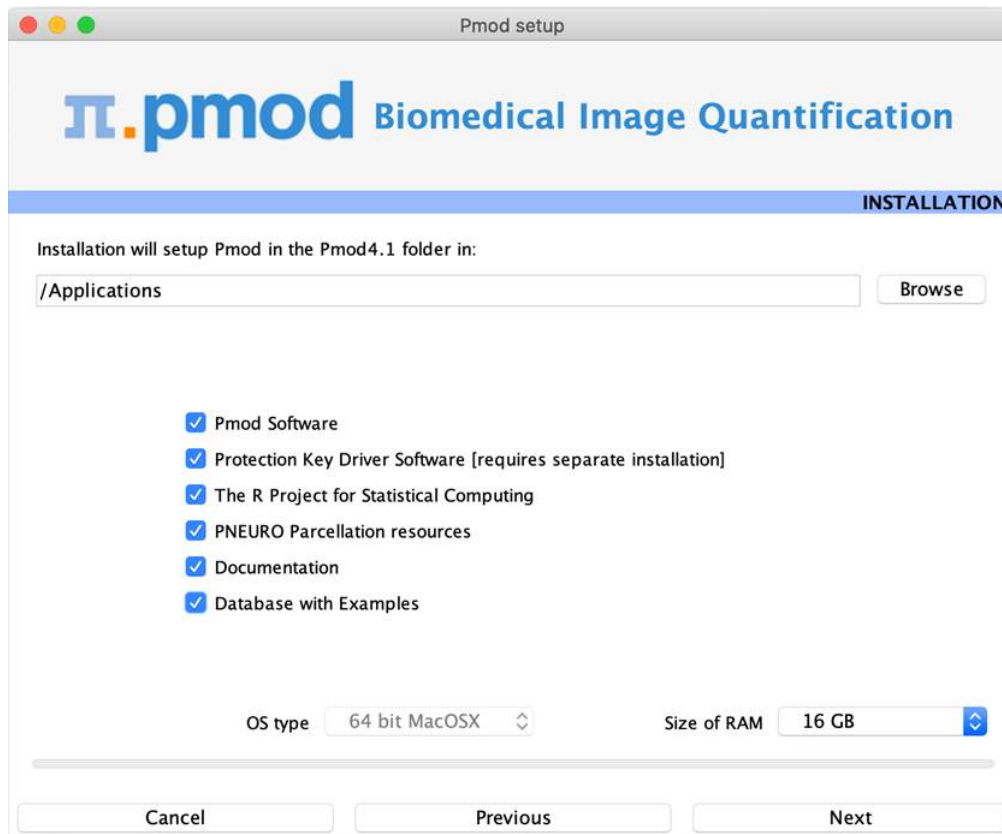 Pmod setup
π.pmod Biomedical Image Quantification
INSTALLATION
Installation will setup Pmod in the Pmod4.1 folder in:
/Applications Browse
Pmod Software
Protection Key Driver Software [requires separate installation]
The R Project for Statistical Computing
PNEURO Parcellation resources
Documentation
Database with Examples
OS type 64 bit MacOSX Size of RAM 16 GB
Cancel Previous Next